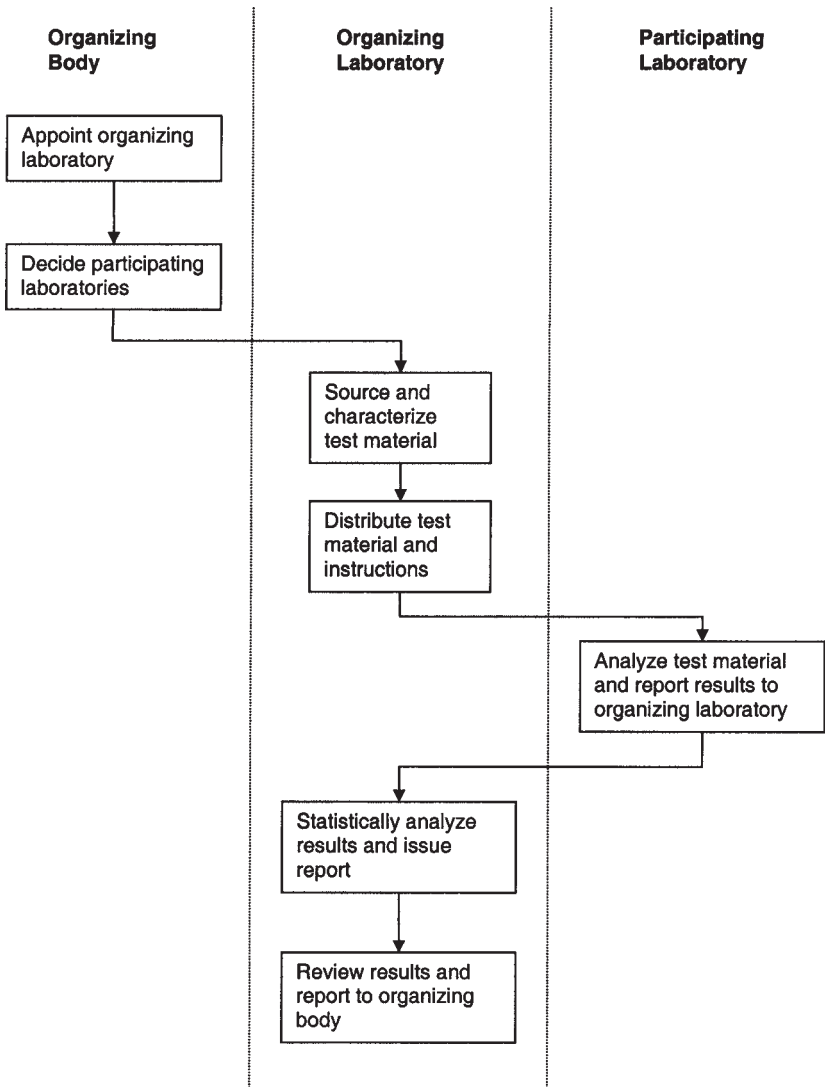 Organizing
Body
Organizing
Laboratory
Participating
Laboratory
Appoint organizing
laboratory
Decide participating
laboratories
Source and
characterize
test material
Distribute test
material and
instructions
Analyze test material
and report results to
organizing laboratory
Statistically analyze
results and issue
report
Review results and
report to organizing
body